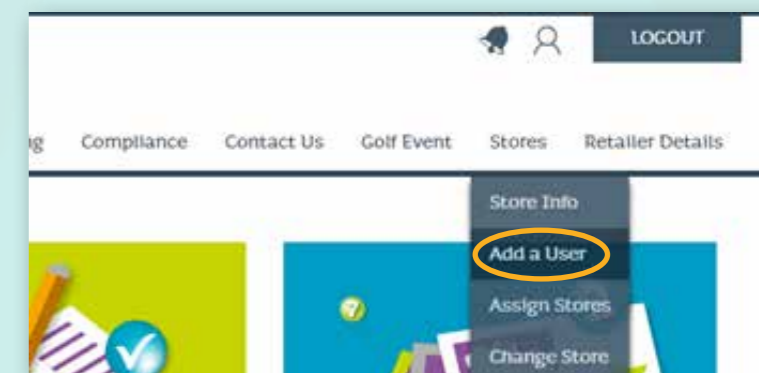 LOGOUT
Compliance Contact Us Golf Event Stores Retailer Details
Store Info
Add a User
Assign Stores
Change Store
?